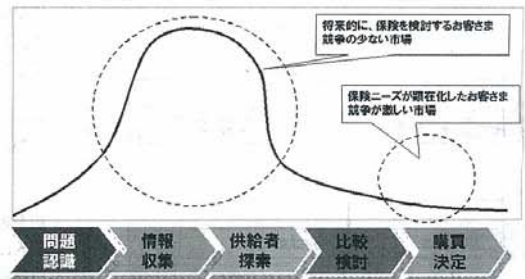 将来的に、保険を検討するお客さま
競争の少ない市場
保険ニーズが顕在化したお客さま
競争が激しい市場
問題
認識
情報
収集
供給者
探索
比較
検討
購買
決定